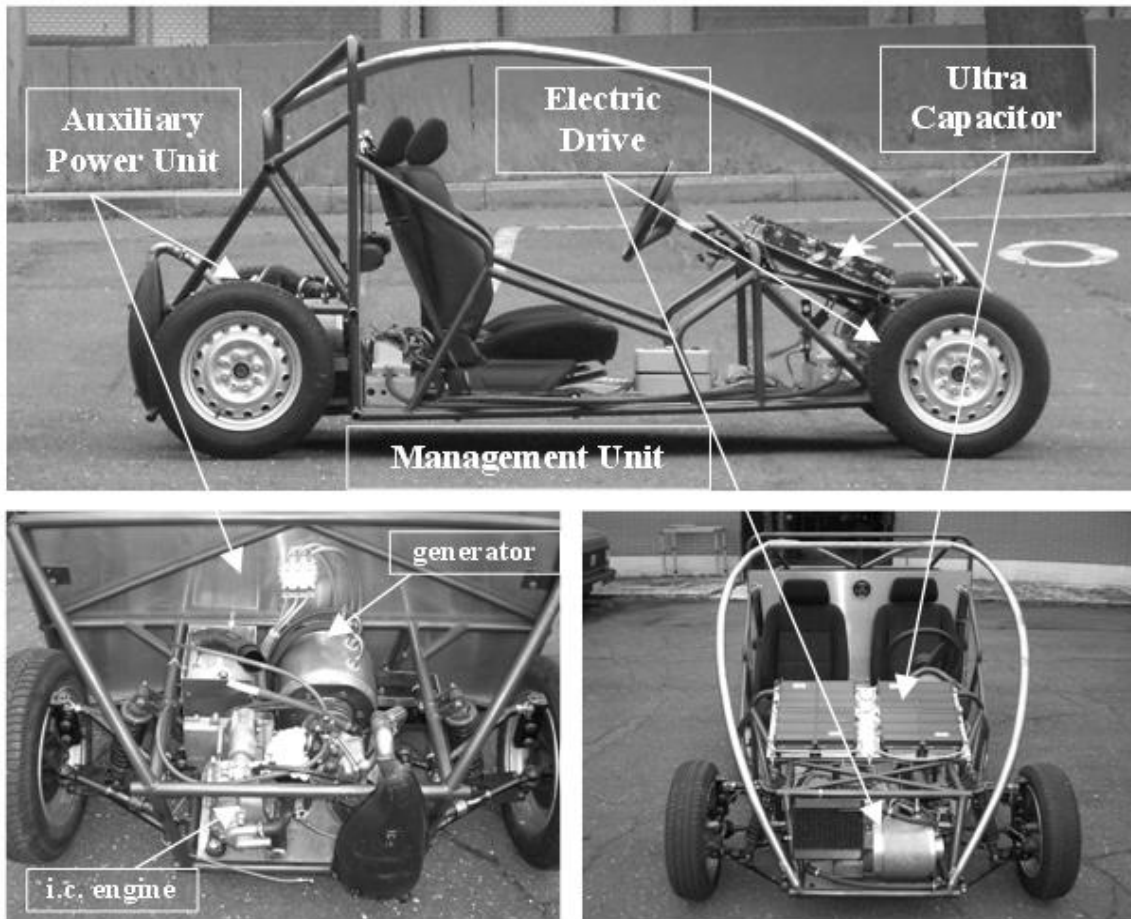 Auxiliary
Power Unit
Electric
Drive
Ultra
Capacitor
Management Unit
generator
i.c. engine